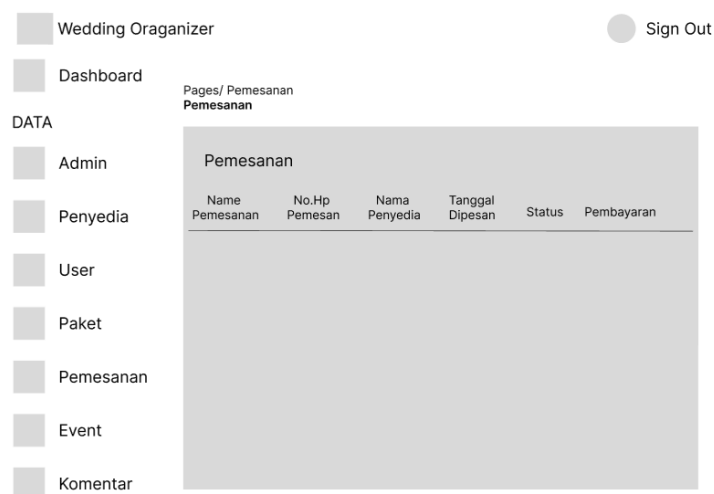 Wedding Oraganizer
Sign Out
Dashboard
Pages/ Pemesanan
Pemesanan
DATA
Admin
Penyedia
User
Paket
Pemesanan
Event
Komentar
Pemesanan
Name Pemesanan
No.Hp Pemesan
Nama Penyedia
Tanggal Dipesan
Status
Pembayaran